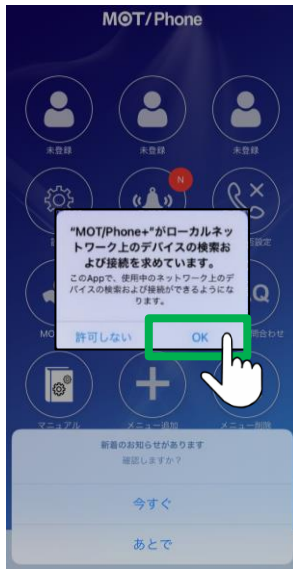 MOT/Phone
未登録
未登録
未登録
N
"MOT/Phone+"がローカルネッ
トワーク上のデバイスの検索お
よび接続を求めています。
このAppで、使用中のネットワーク上のデ
バイスの検索および接続ができるようにな
ります。
許可しない
OK
設定
MO
Q
問合わせ
マニュアル
メニュー追加
メニュー削除
新着のお知らせがあります
確認しますか？
今すぐ
あとで